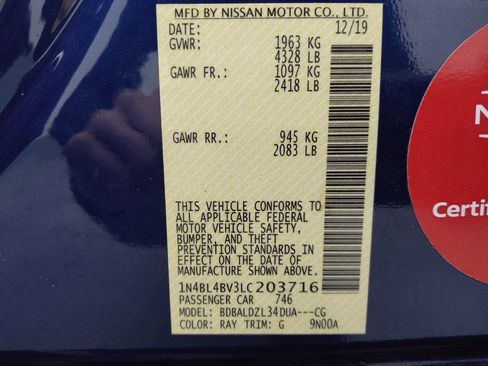 MFD BY NISSAN MOTOR CO., LTD.
DATE: 12/19
GVWR: 1963 KG
4328 LB
GAWR FR.: 1097 KG
2418 LB
GAWR RR.: 945 KG
2083 LB
THIS VEHICLE CONFORMS TO
ALL APPLICABLE FEDERAL
MOTOR VEHICLE SAFETY,
BUMPER, AND THEFT
PREVENTION STANDARDS IN
EFFECT ON THE DATE OF
MANUFACTURE SHOWN ABOVE.
1N4BL4BV3LC203716
PASSENGER CAR 746
MODEL: BDBALDZL34DUA---CG
COLOR: RAY TRIM: G 9N00A